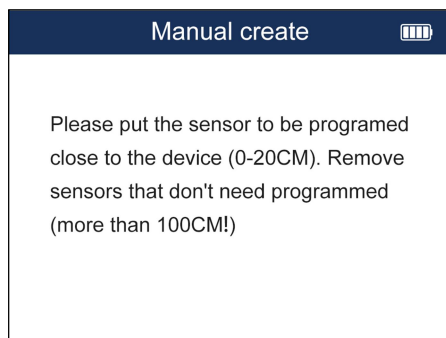 Manual create
Please put the sensor to be programed
close to the device (0-20CM). Remove
sensors that don't need programmed
(more than 100CM!)